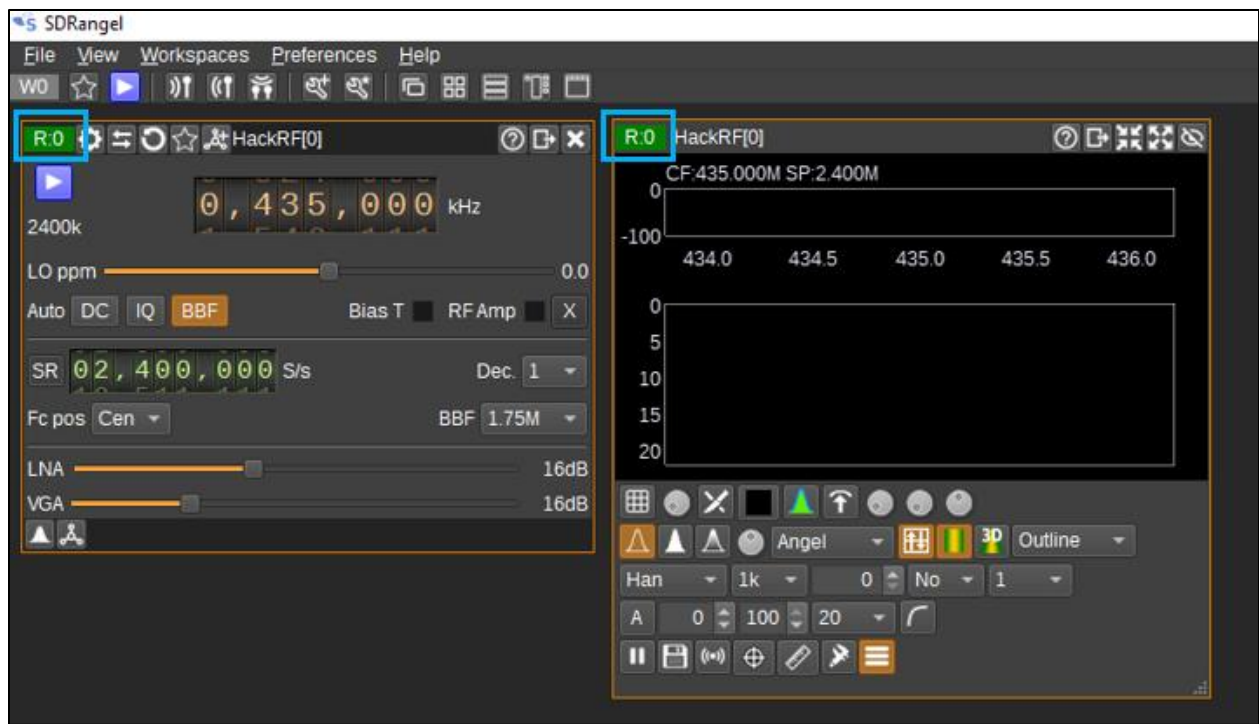 SDRangel
File View Workspaces Preferences Help
W0
R:0 HackRF[0]
0,435,000 kHz
2400k
LO ppm 0.0
Auto DC IQ BBF Bias T RF Amp X
SR 02,400,000 S/s Dec. 1
Fc pos Cen BBF 1.75M
LNA 16dB
VGA 16dB
R:0 HackRF[0]
CF:435.000M SP:2.400M
0
-100
434.0 434.5 435.0 435.5 436.0
0
5
10
15
20
Angel 3D Outline
Han 1k 0 No 1
A 0 100 20